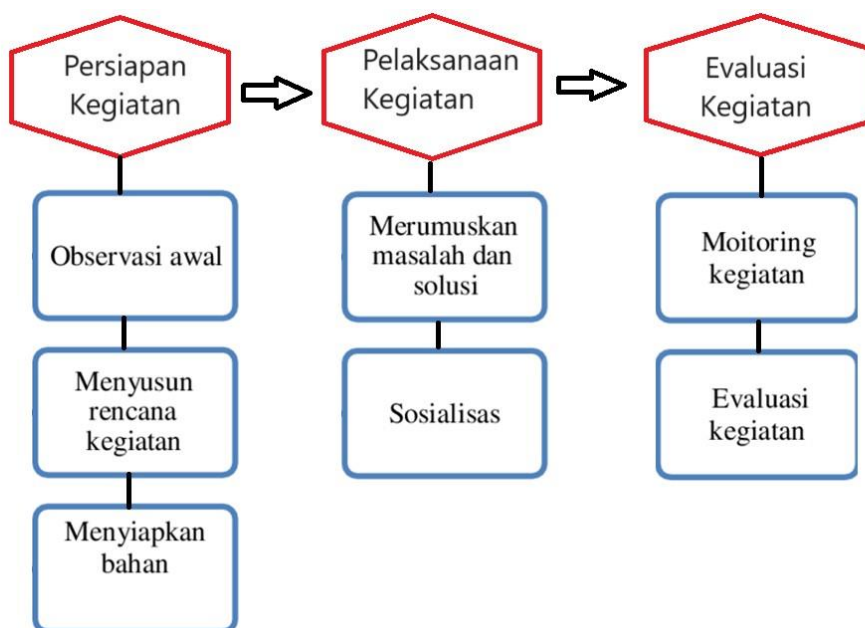 Persiapan
Kegiatan
Pelaksanaan
Kegiatan
Evaluasi
Kegiatan
Observasi awal
Menyusun
rencana
kegiatan
Menyiapkan
bahan
Merumuskan
masalah dan
solusi
Sosialisas
Moitoring
kegiatan
Evaluasi
kegiatan